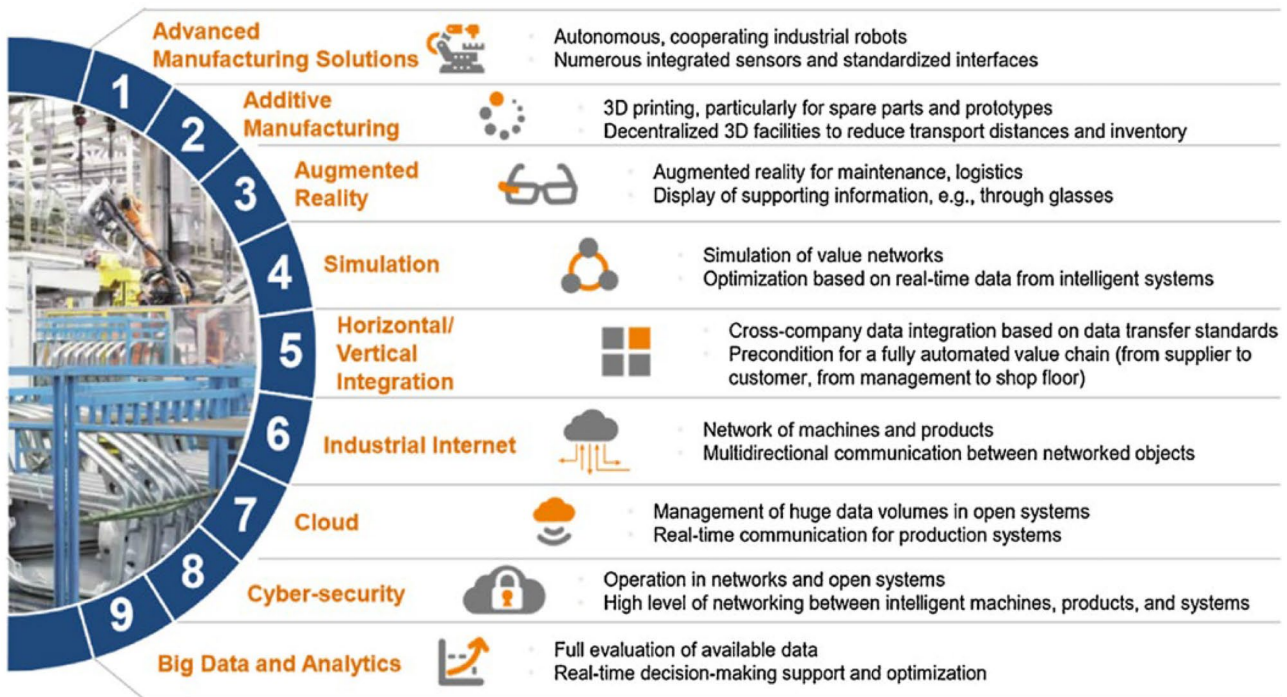 1
Advanced
Manufacturing Solutions
Autonomous, cooperating industrial robots
Numerous integrated sensors and standardized interfaces
2
Additive
Manufacturing
3D printing, particularly for spare parts and prototypes
Decentralized 3D facilities to reduce transport distances and inventory
3
Augmented
Reality
Augmented reality for maintenance, logistics
Display of supporting information, e.g., through glasses
4
Simulation
Simulation of value networks
Optimization based on real-time data from intelligent systems
5
Horizontal/
Vertical
Integration
Cross-company data integration based on data transfer standards
Precondition for a fully automated value chain (from supplier to
customer, from management to shop floor)
6
Industrial Internet
Network of machines and products
Multidirectional communication between networked objects
7
Cloud
Management of huge data volumes in open systems
Real-time communication for production systems
8
Cyber-security
Operation in networks and open systems
High level of networking between intelligent machines, products, and systems
9
Big Data and Analytics
Full evaluation of available data
Real-time decision-making support and optimization